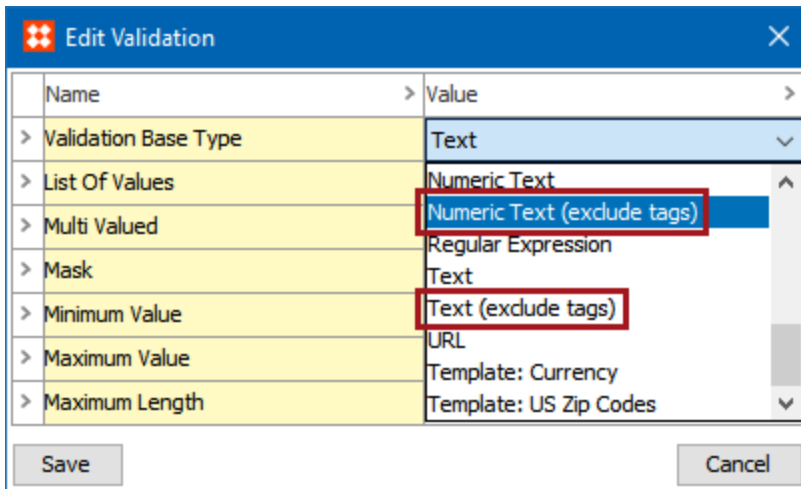 Edit Validation
Name > Value >
> Validation Base Type Text
> List Of Values
Numeric Text
Numeric Text (exclude tags)
> Multi Valued
Regular Expression
> Mask
Text
> Minimum Value
Text (exclude tags)
URL
> Maximum Value
Template: Currency
> Maximum Length
Template: US Zip Codes
Save Cancel